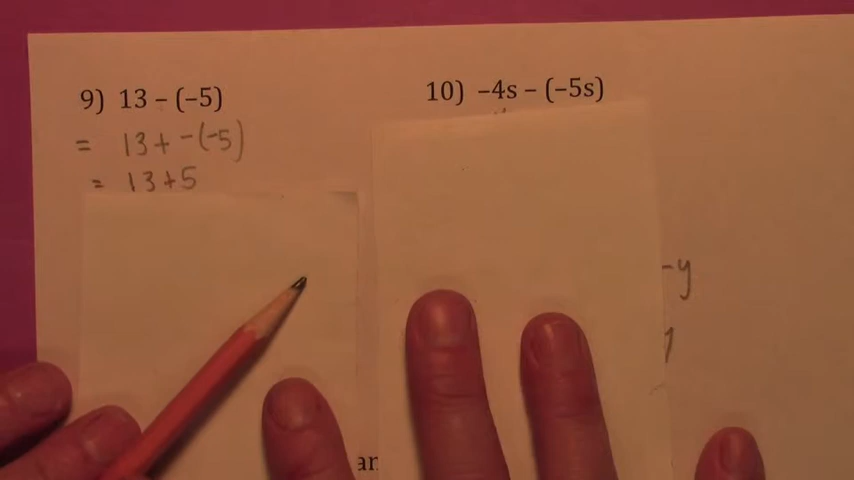 9) 13 – (–5)
= 13 + -(-5)
= 13+5
10) –4s – (–5s)
-y